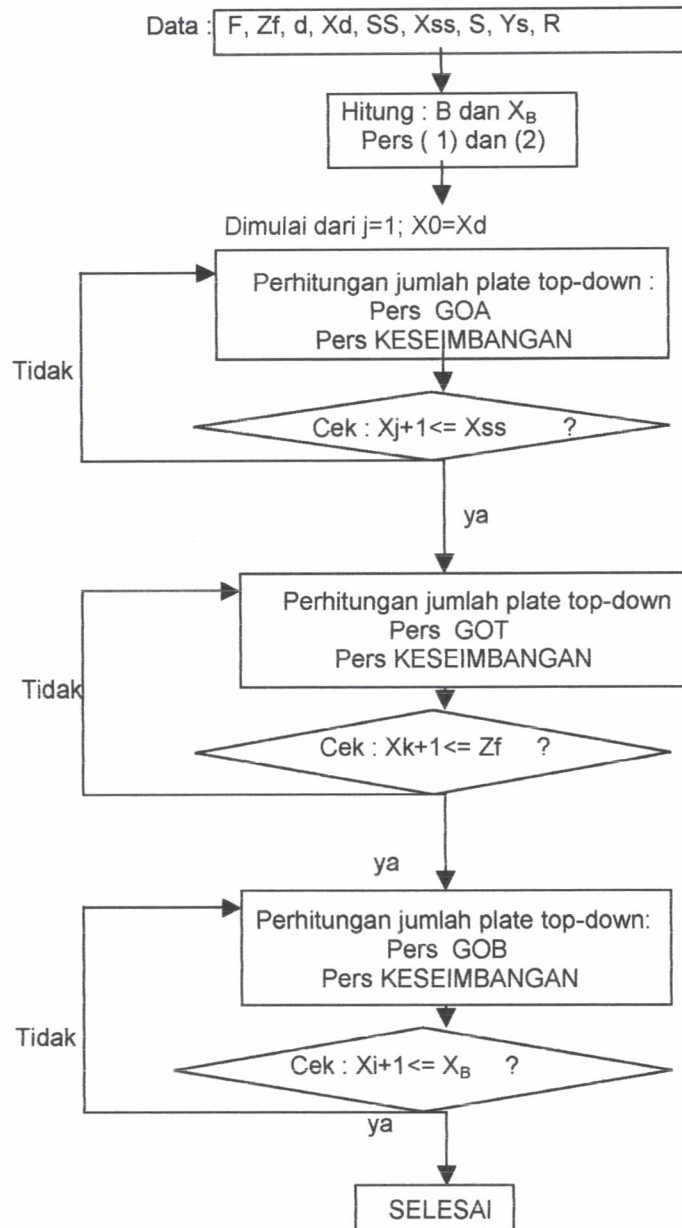 Data : F, Zf, d, Xd, SS, Xss, S, Ys, R
Hitung : B dan X_B
Pers ( 1) dan (2)
Dimulai dari j=1; X0=Xd
Perhitungan jumlah plate top-down :
Pers GOA
Pers KESEIMBANGAN
Tidak
Cek : Xj+1<= Xss ?
ya
Perhitungan jumlah plate top-down
Pers GOT
Pers KESEIMBANGAN
Tidak
Cek : Xk+1<= Zf ?
ya
Perhitungan jumlah plate top-down:
Pers GOB
Pers KESEIMBANGAN
Tidak
Cek : Xi+1<= X_B ?
ya
SELESAI